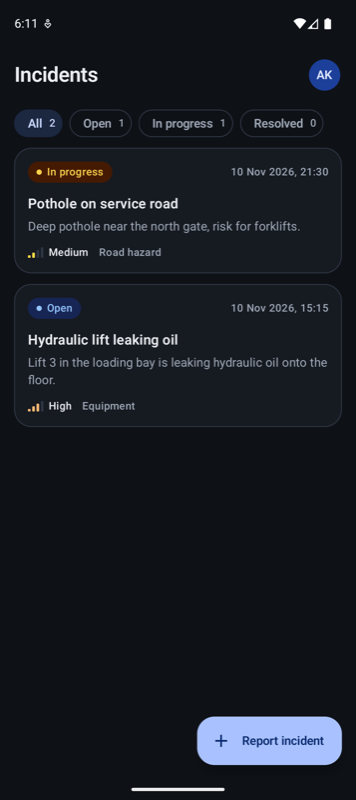 6:11
Incidents
AK
All 2
Open 1
In progress 1
Resolved 0
In progress
10 Nov 2026, 21:30
Pothole on service road
Deep pothole near the north gate, risk for forklifts.
Medium Road hazard
Open
10 Nov 2026, 15:15
Hydraulic lift leaking oil
Lift 3 in the loading bay is leaking hydraulic oil onto the
floor.
High Equipment
+ Report incident